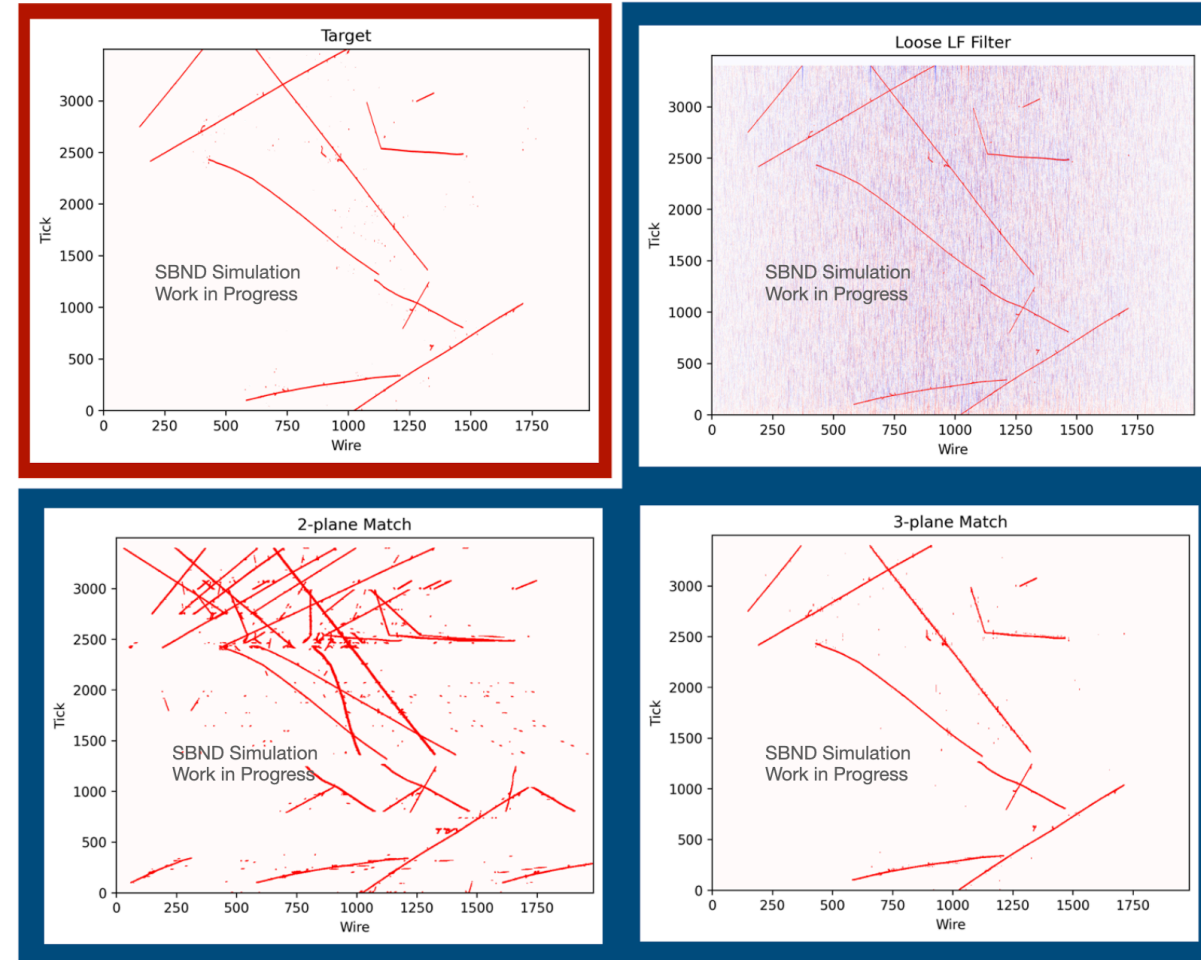 Target
3000
2500
2000
1500
1000
500
0
Tick
SBND Simulation
Work in Progress
0 250 500 750 1000 1250 1500 1750
Wire
Loose LF Filter
3000
2500
2000
1500
1000
500
0
Tick
SBND Simulation
Work in Progress
0 250 500 750 1000 1250 1500 1750
Wire
2-plane Match
3000
2500
2000
1500
1000
500
0
Tick
SBND Simulation
Work in Progress
0 250 500 750 1000 1250 1500 1750
Wire
3-plane Match
3000
2500
2000
1500
1000
500
0
Tick
SBND Simulation
Work in Progress
0 250 500 750 1000 1250 1500 1750
Wire